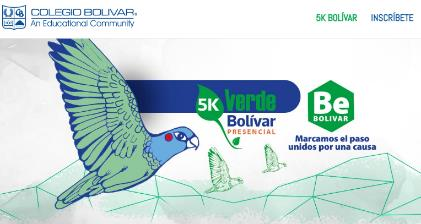 COLEGIO BOLIVAR®
An Educational Community
5K BOLÍVAR
INSCRÍBETE
5K Verde
Bolívar
PRESENCIAL
Be
BOLIVAR
Marcamos el paso
unidos por una causa